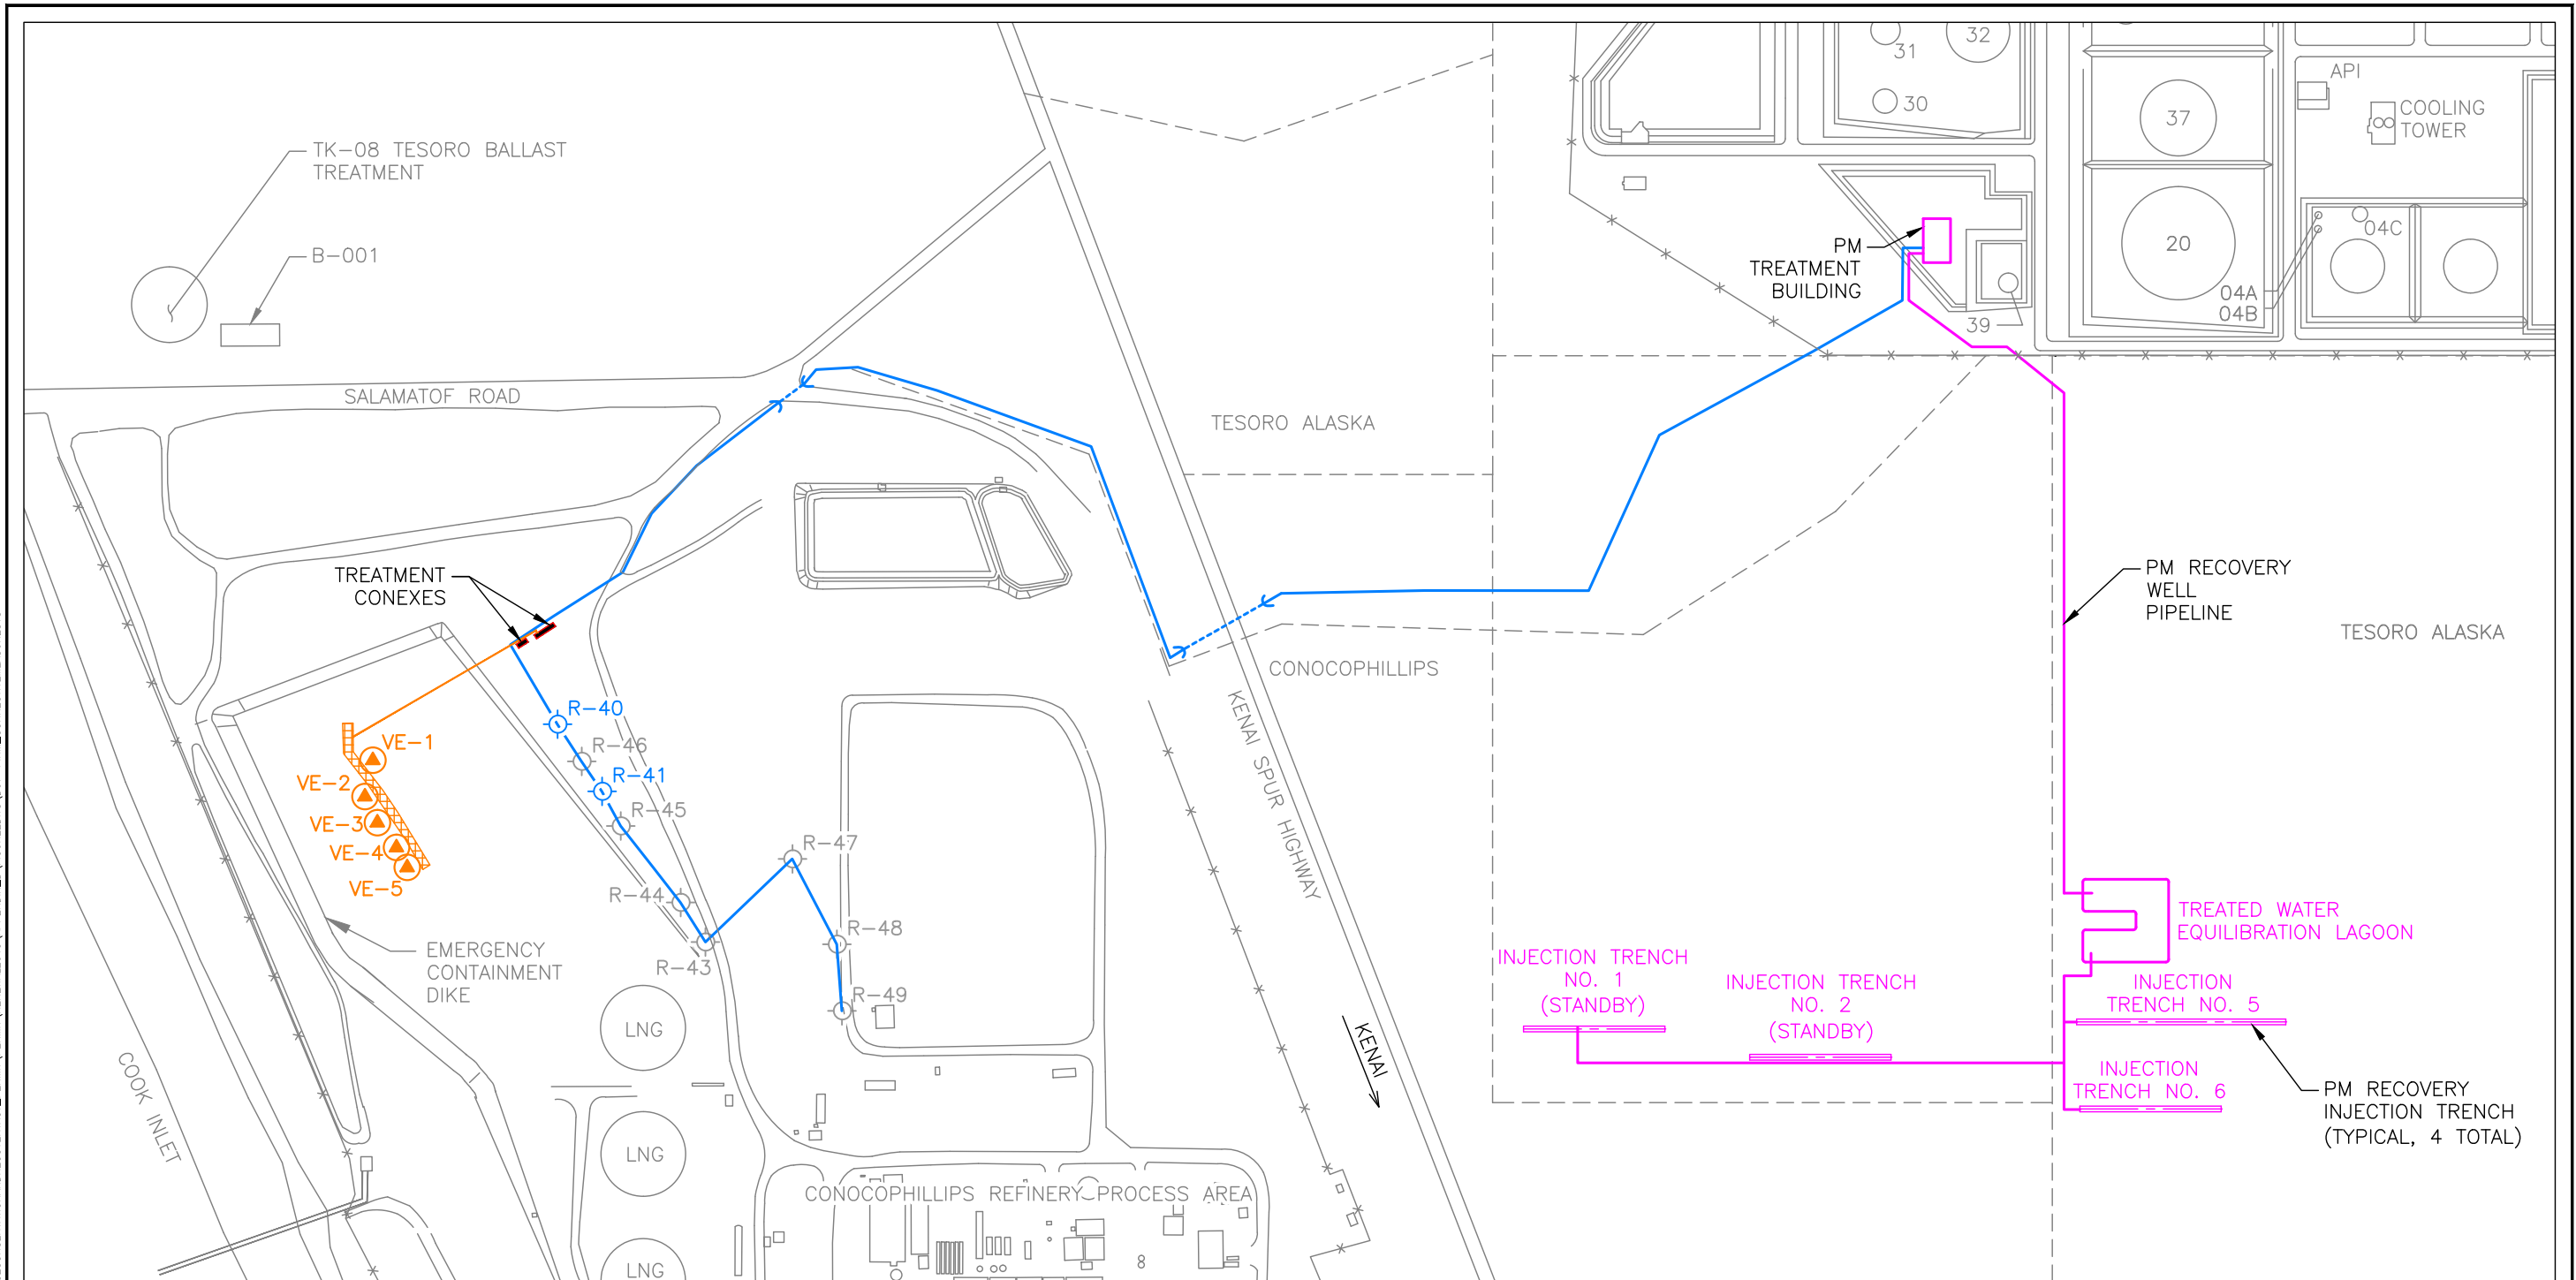 31
32
30
API
37
COOLING
TOWER
TK-08 TESORO BALLAST
TREATMENT
B-001
PM
TREATMENT
BUILDING
20
04C
04A
04B
39
SALAMATOF ROAD
TESORO ALASKA
TREATMENT
CONEXES
PM RECOVERY
WELL
PIPELINE
TESORO ALASKA
CONOCOPHILLIPS
KENAI SPUR HIGHWAY
R-40
R-46
R-41
R-45
R-47
R-44
R-48
R-43
R-49
VE-1
VE-2
VE-3
VE-4
VE-5
EMERGENCY
CONTAINMENT
DIKE
TREATED WATER
EQUILIBRATION LAGOON
INJECTION TRENCH
NO. 1
(STANDBY)
INJECTION TRENCH
NO. 2
(STANDBY)
INJECTION
TRENCH NO. 5
INJECTION
TRENCH NO. 6
PM RECOVERY
INJECTION TRENCH
(TYPICAL, 4 TOTAL)
KENAI
COOK INLET
LNG
LNG
LNG
CONOCOPHILLIPS REFINERY PROCESS AREA